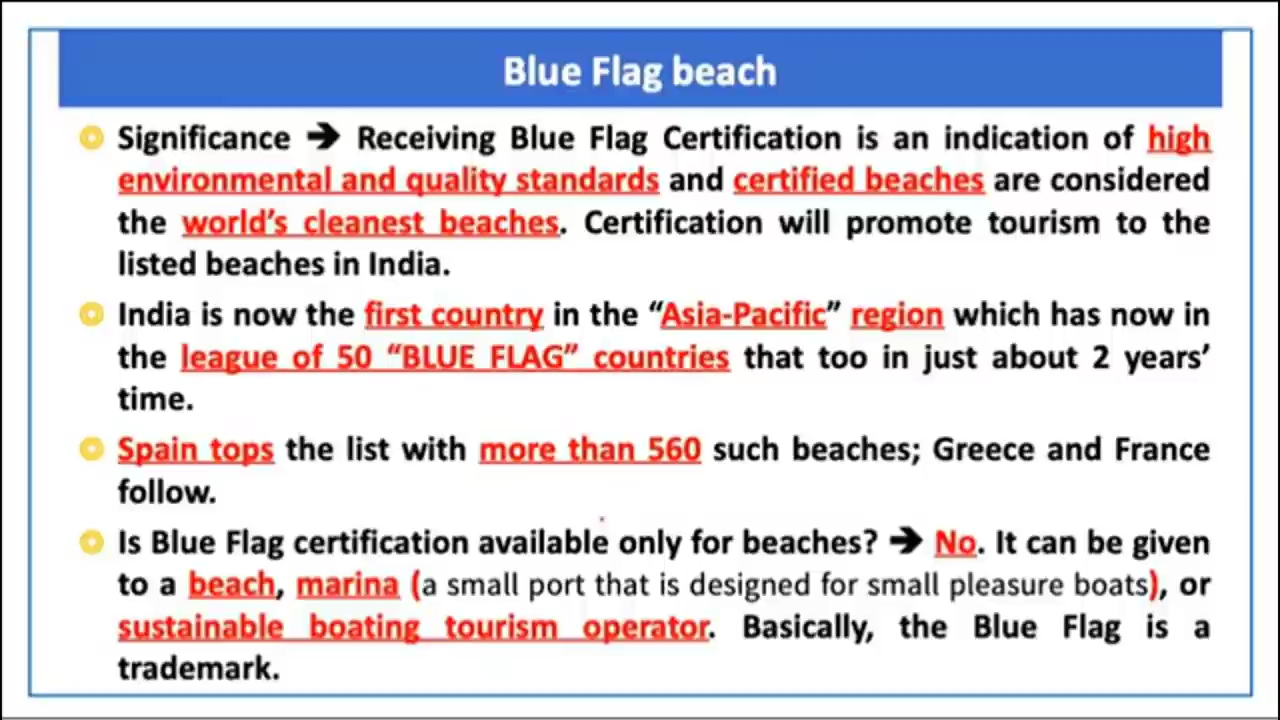 Blue Flag beach
Significance ➔ Receiving Blue Flag Certification is an indication of high
environmental and quality standards and certified beaches are considered
the world's cleanest beaches. Certification will promote tourism to the
listed beaches in India.
India is now the first country in the “Asia-Pacific” region which has now in
the league of 50 “BLUE FLAG” countries that too in just about 2 years’
time.
Spain tops the list with more than 560 such beaches; Greece and France
follow.
Is Blue Flag certification available only for beaches? ➔ No. It can be given
to a beach, marina (a small port that is designed for small pleasure boats), or
sustainable boating tourism operator. Basically, the Blue Flag is a
trademark.